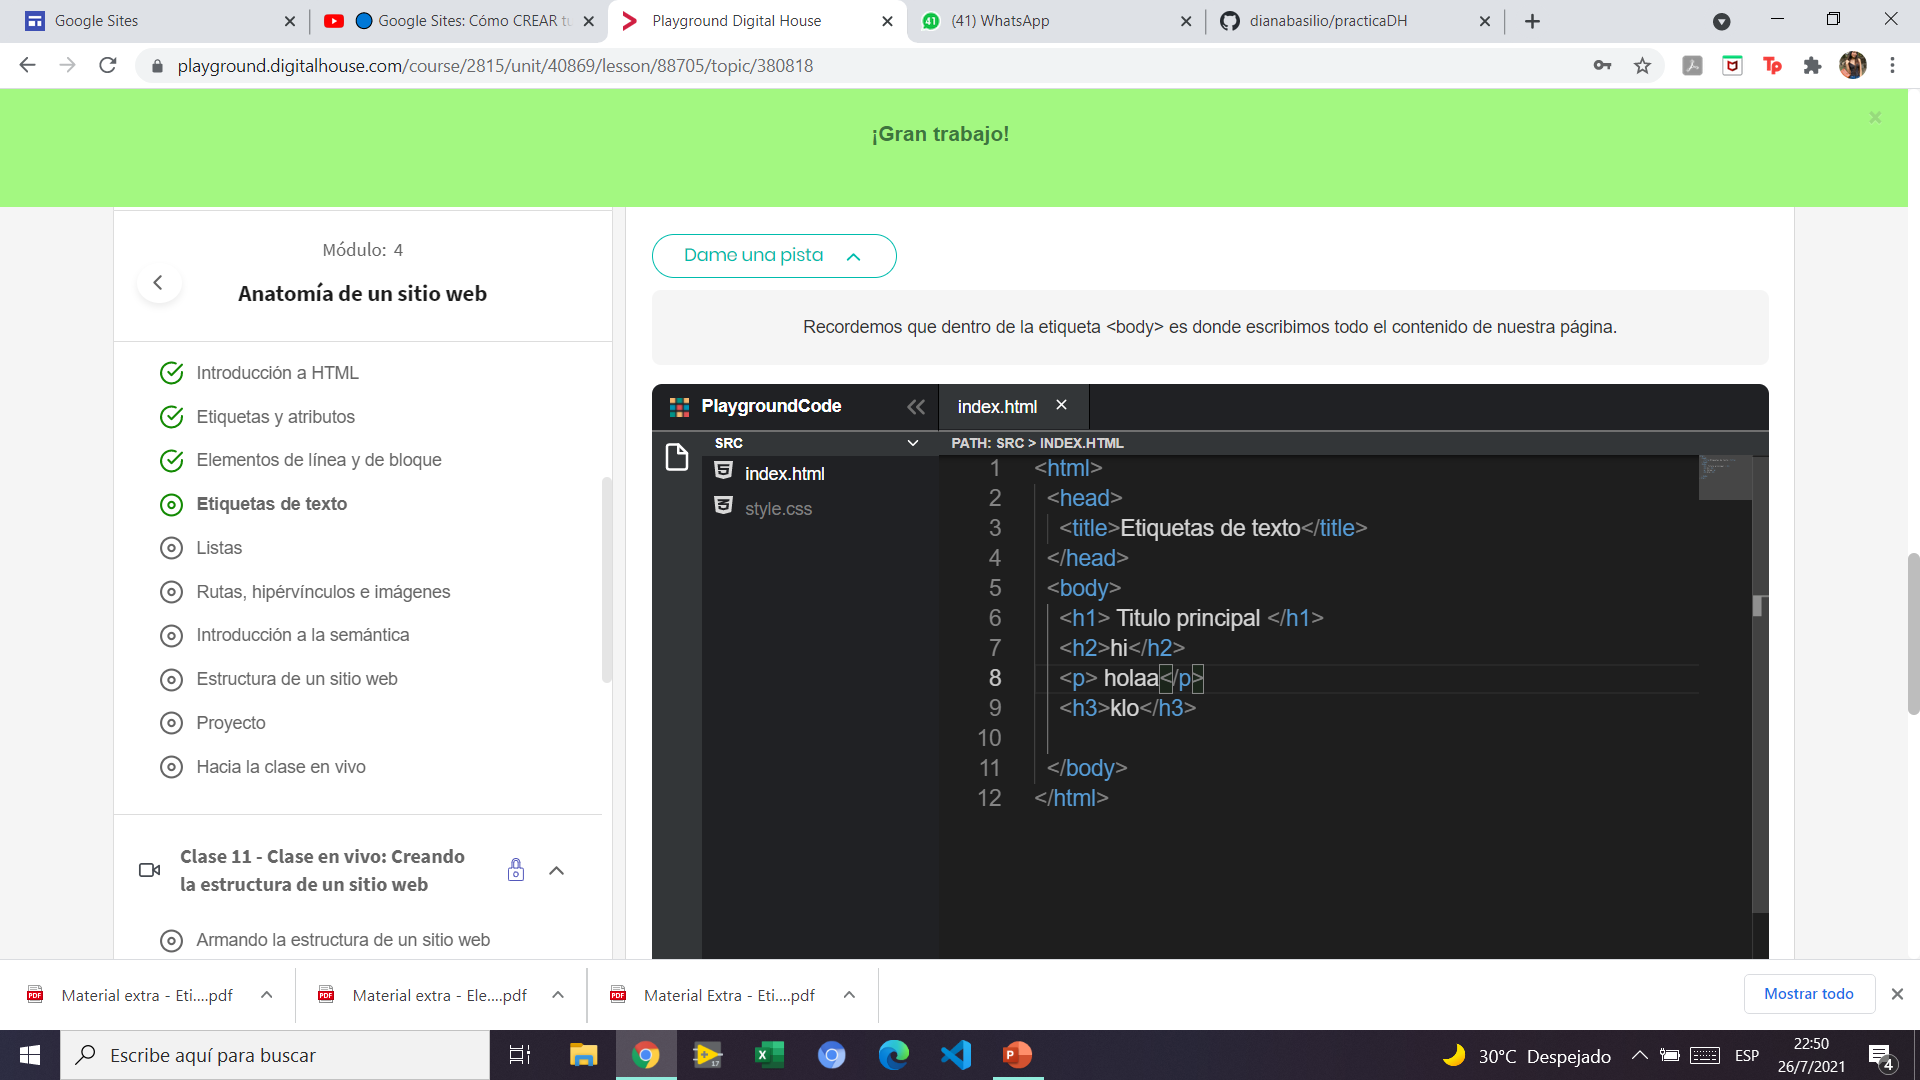 Google Sites
Google Sites: Cómo CREAR tu
Playground Digital House
41
(41) WhatsApp
dianabasilio/practicaDH
playground.digitalhouse.com/course/2815/unit/40869/lesson/88705/topic/380818
Tp
¡Gran trabajo!
×
Módulo: 4
Anatomía de un sitio web
Introducción a HTML
Etiquetas y atributos
Elementos de línea y de bloque
Etiquetas de texto
Listas
Rutas, hipérvínculos e imágenes
Introducción a la semántica
Estructura de un sitio web
Proyecto
Hacia la clase en vivo
Clase 11 - Clase en vivo: Creando
la estructura de un sitio web
Armando la estructura de un sitio web
Dame una pista
Recordemos que dentro de la etiqueta <body> es donde escribimos todo el contenido de nuestra página.
PlaygroundCode
index.html
SRC
PATH: SRC > INDEX.HTML
index.html
style.css
1 <html>
2 <head>
3 <title>Etiquetas de texto</title>
4 </head>
5 <body>
6 <h1> Titulo principal </h1>
7 <h2>hi</h2>
8 <p> holaa</p>
9 <h3>klo</h3>
10
11 </body>
12 </html>
PDF Material extra - Eti....pdf
PDF Material extra - Ele....pdf
PDF Material Extra - Eti....pdf
Mostrar todo
Escribe aquí para buscar
17
30°C Despejado
ESP
22:50
26/7/2021
4